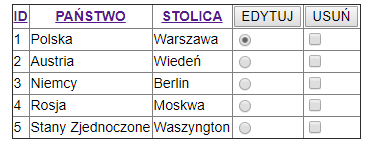 ID PAŃSTWO STOLICA EDYTUJ USUŃ
1 Polska Warszawa
2 Austria Wiedeń
3 Niemcy Berlin
4 Rosja Moskwa
5 Stany Zjednoczone Waszyngton